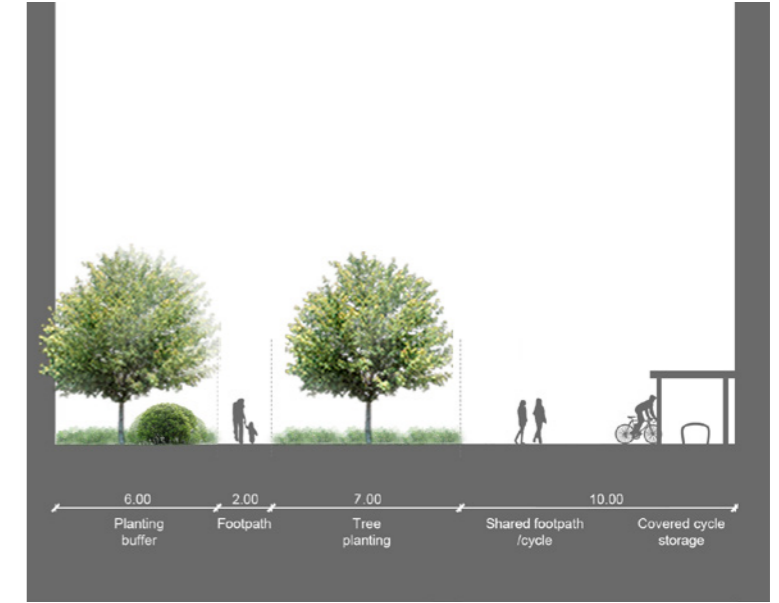 6.00 2.00 7.00 10.00
Planting Footpath Tree Shared footpath Covered cycle
buffer planting /cycle storage